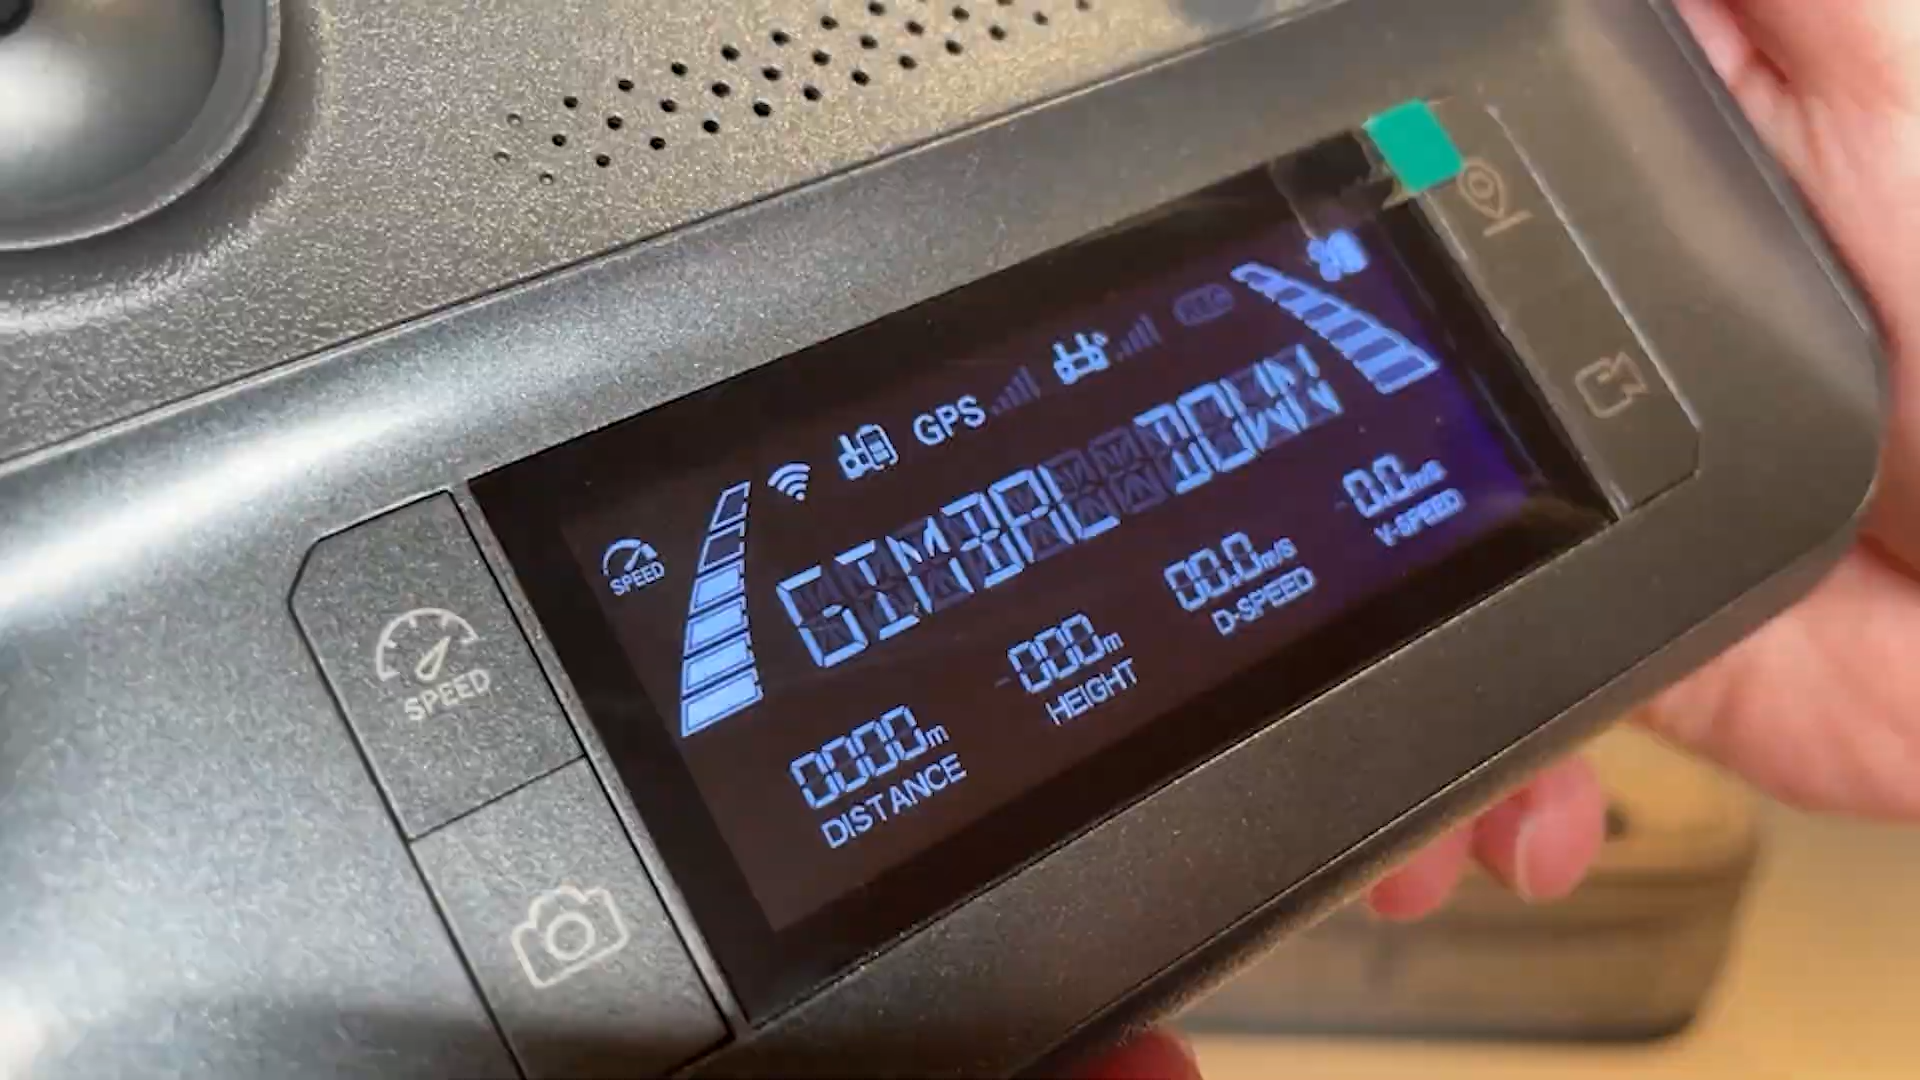 GPS
SPEED
GIMBAL DOWN
0000m
DISTANCE
000m
HEIGHT
00.0m/s
D-SPEED
0.0m/s
V-SPEED
SPEED